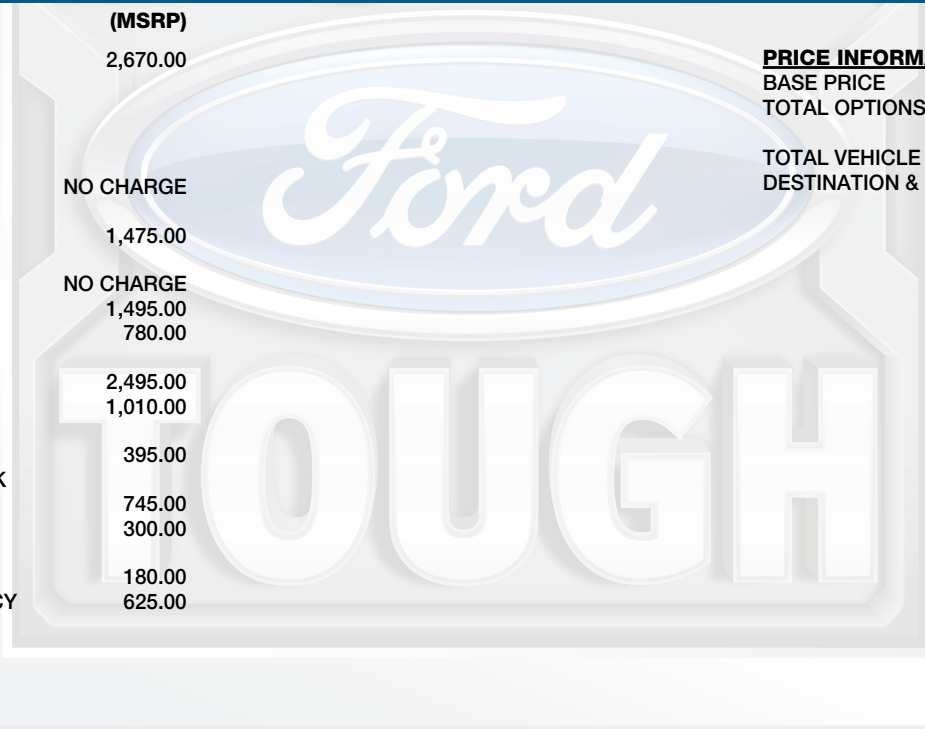 (MSRP)
2,670.00
NO CHARGE
1,475.00
NO CHARGE
1,495.00
780.00
2,495.00
1,010.00
395.00
K
745.00
300.00
180.00
CY 625.00
PRICE INFORMA
BASE PRICE
TOTAL OPTIONS
TOTAL VEHICLE
DESTINATION &
Ford
TOUGH